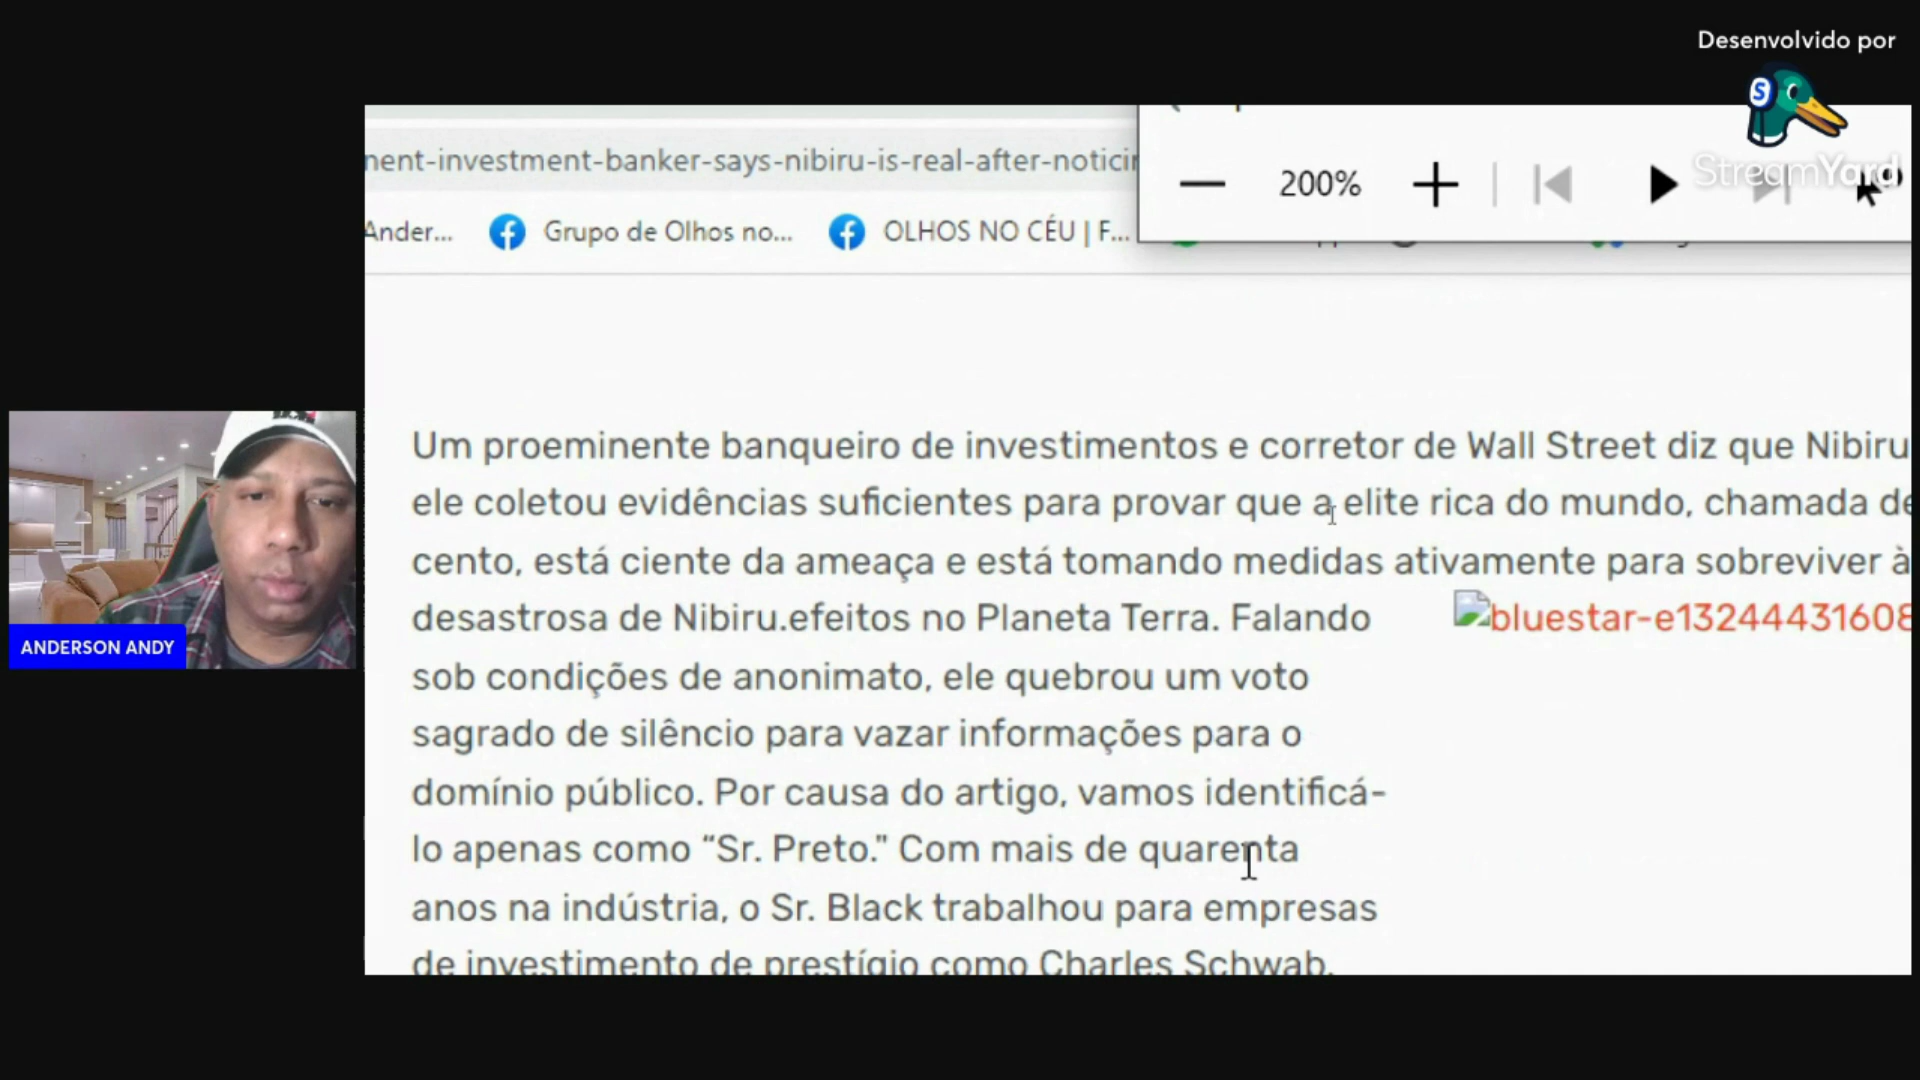 Desenvolvido por
StreamYard
nent-investment-banker-says-nibiru-is-real-after-noticir
200%
Ander...
Grupo de Olhos no...
OLHOS NO CÉU | F...
Um proeminente banqueiro de investimentos e corretor de Wall Street diz que Nibiru
ele coletou evidências suficientes para provar que a elite rica do mundo, chamada de
cento, está ciente da ameaça e está tomando medidas ativamente para sobreviver à
desastrosa de Nibiru.efeitos no Planeta Terra. Falando
bluestar-e13244431608
sob condições de anonimato, ele quebrou um voto
sagrado de silêncio para vazar informações para o
domínio público. Por causa do artigo, vamos identificá-
lo apenas como “Sr. Preto." Com mais de quarenta
anos na indústria, o Sr. Black trabalhou para empresas
de investimento de prestígio como Charles Schwab,
ANDERSON ANDY